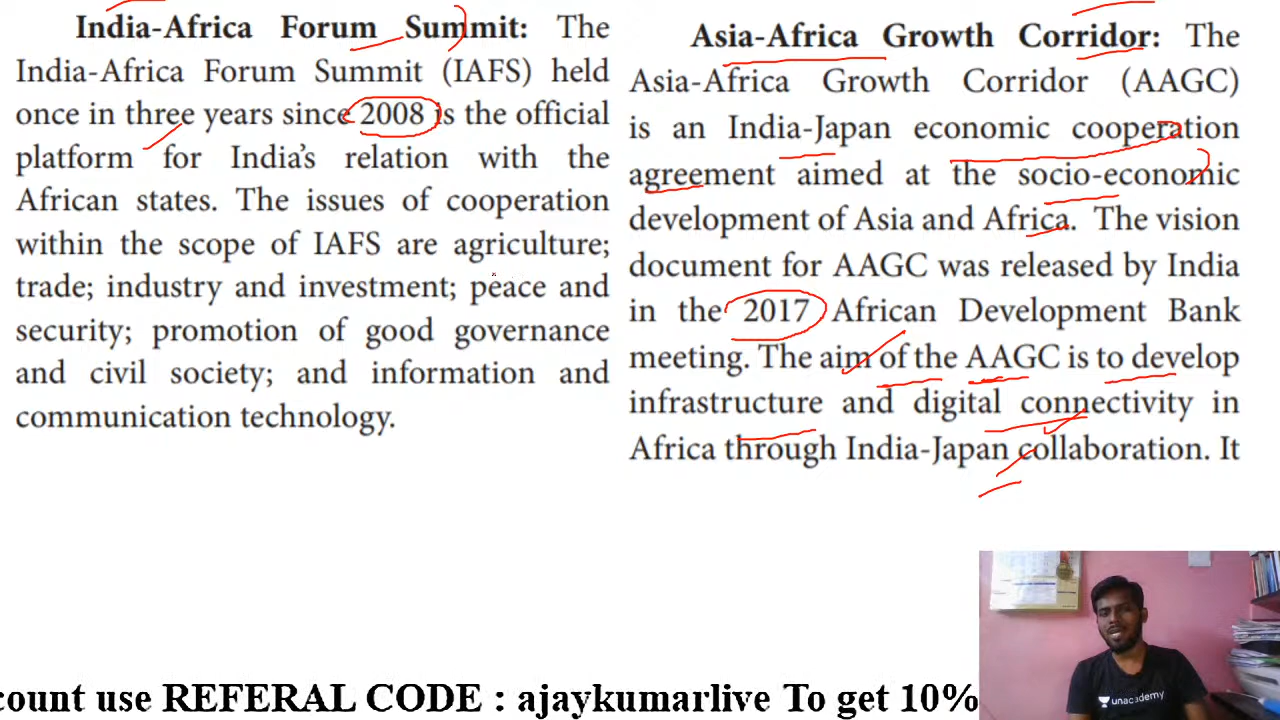 India-Africa Forum Summit: The
India-Africa Forum Summit (IAFS) held
once in three years since 2008 is the official
platform for India's relation with the
African states. The issues of cooperation
within the scope of IAFS are agriculture;
trade; industry and investment; peace and
security; promotion of good governance
and civil society; and information and
communication technology.
Asia-Africa Growth Corridor: The
Asia-Africa Growth Corridor (AAGC)
is an India-Japan economic cooperation
agreement aimed at the socio-economic
development of Asia and Africa. The vision
document for AAGC was released by India
in the 2017 African Development Bank
meeting. The aim of the AAGC is to develop
infrastructure and digital connectivity in
Africa through India-Japan collaboration. It
unacademy
count use REFERAL CODE : ajaykumarlive To get 10%